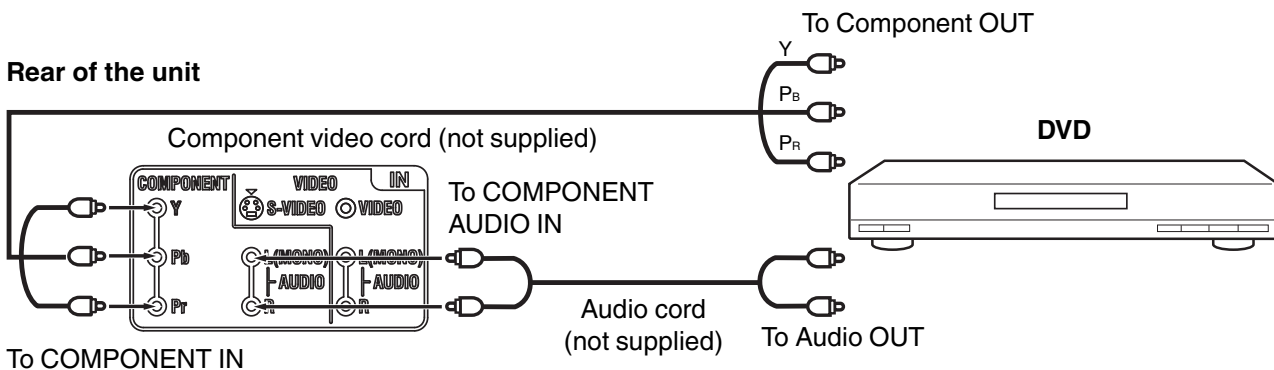 To Component OUT
Y
Rear of the unit
PB
Component video cord (not supplied)
PR
DVD
COMPONENT VIDEO IN
To COMPONENT
AUDIO IN
Y S-VIDEO VIDEO
Pb L(MONO) L(MONO)
AUDIO AUDIO
Pr R R
Audio cord
(not supplied)
To Audio OUT
To COMPONENT IN